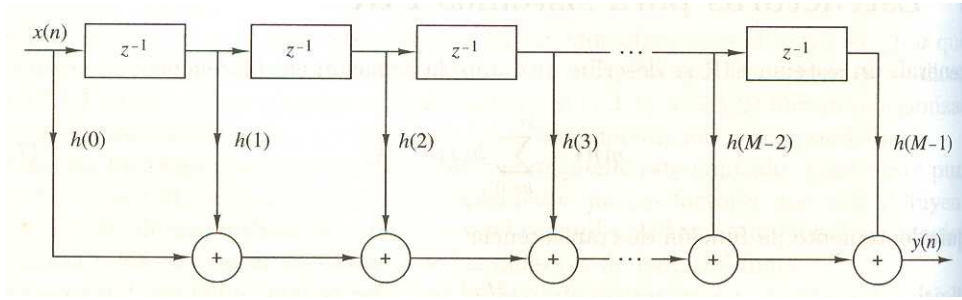 x(n)
z⁻¹ z⁻¹ z⁻¹ ... z⁻¹
h(0) h(1) h(2) h(3) h(M–2) h(M–1)
+ + + ... + +
y(n)